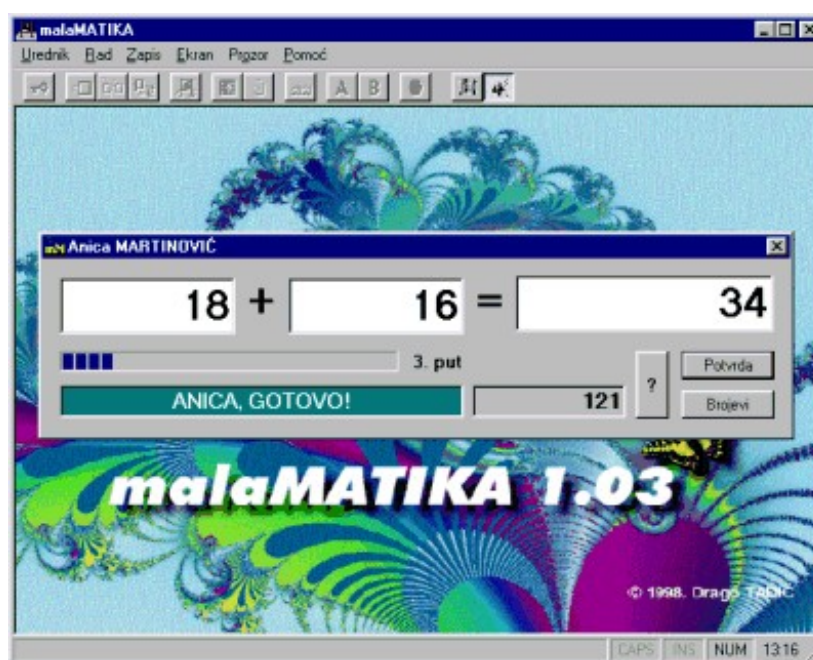 malaMATIKA
Urednik Rad Zapis Ekran Prozor Pomoć
A B
Anica MARTINOVIĆ
18 + 16 = 34
3. put
?
Potvrda
ANICA, GOTOVO!
121
Brojevi
malaMATIKA 1.03
© 1998. Drago TADIĆ
CAPS INS NUM 13:16